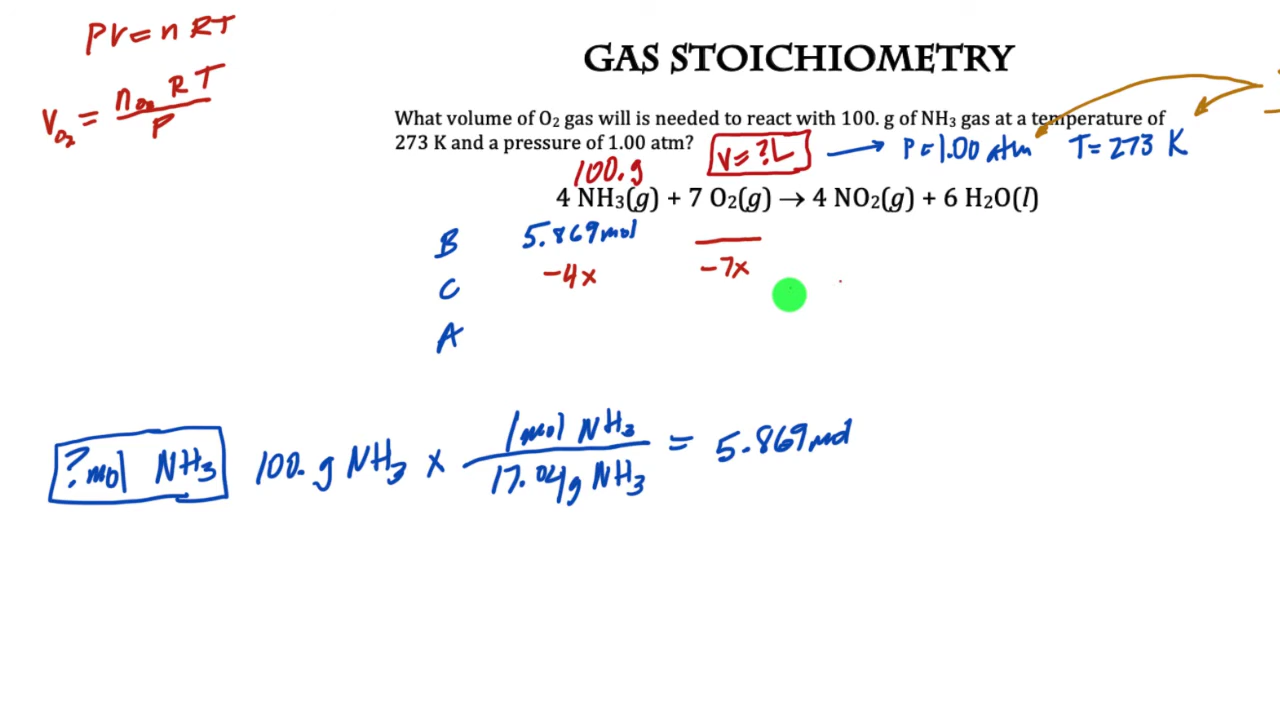 PV = nRT
V_O₂ = n_O₂ RT / P
GAS STOICHIOMETRY
What volume of O₂ gas will is needed to react with 100. g of NH₃ gas at a temperature of
273 K and a pressure of 1.00 atm?
V = ? L → P = 1.00 atm T = 273 K
100. g
4 NH₃(g) + 7 O₂(g) → 4 NO₂(g) + 6 H₂O(l)
B 5.869 mol ___
C -4x -7x
A
? mol NH₃ 100. g NH₃ × 1 mol NH₃ / 17.04 g NH₃ = 5.869 mol